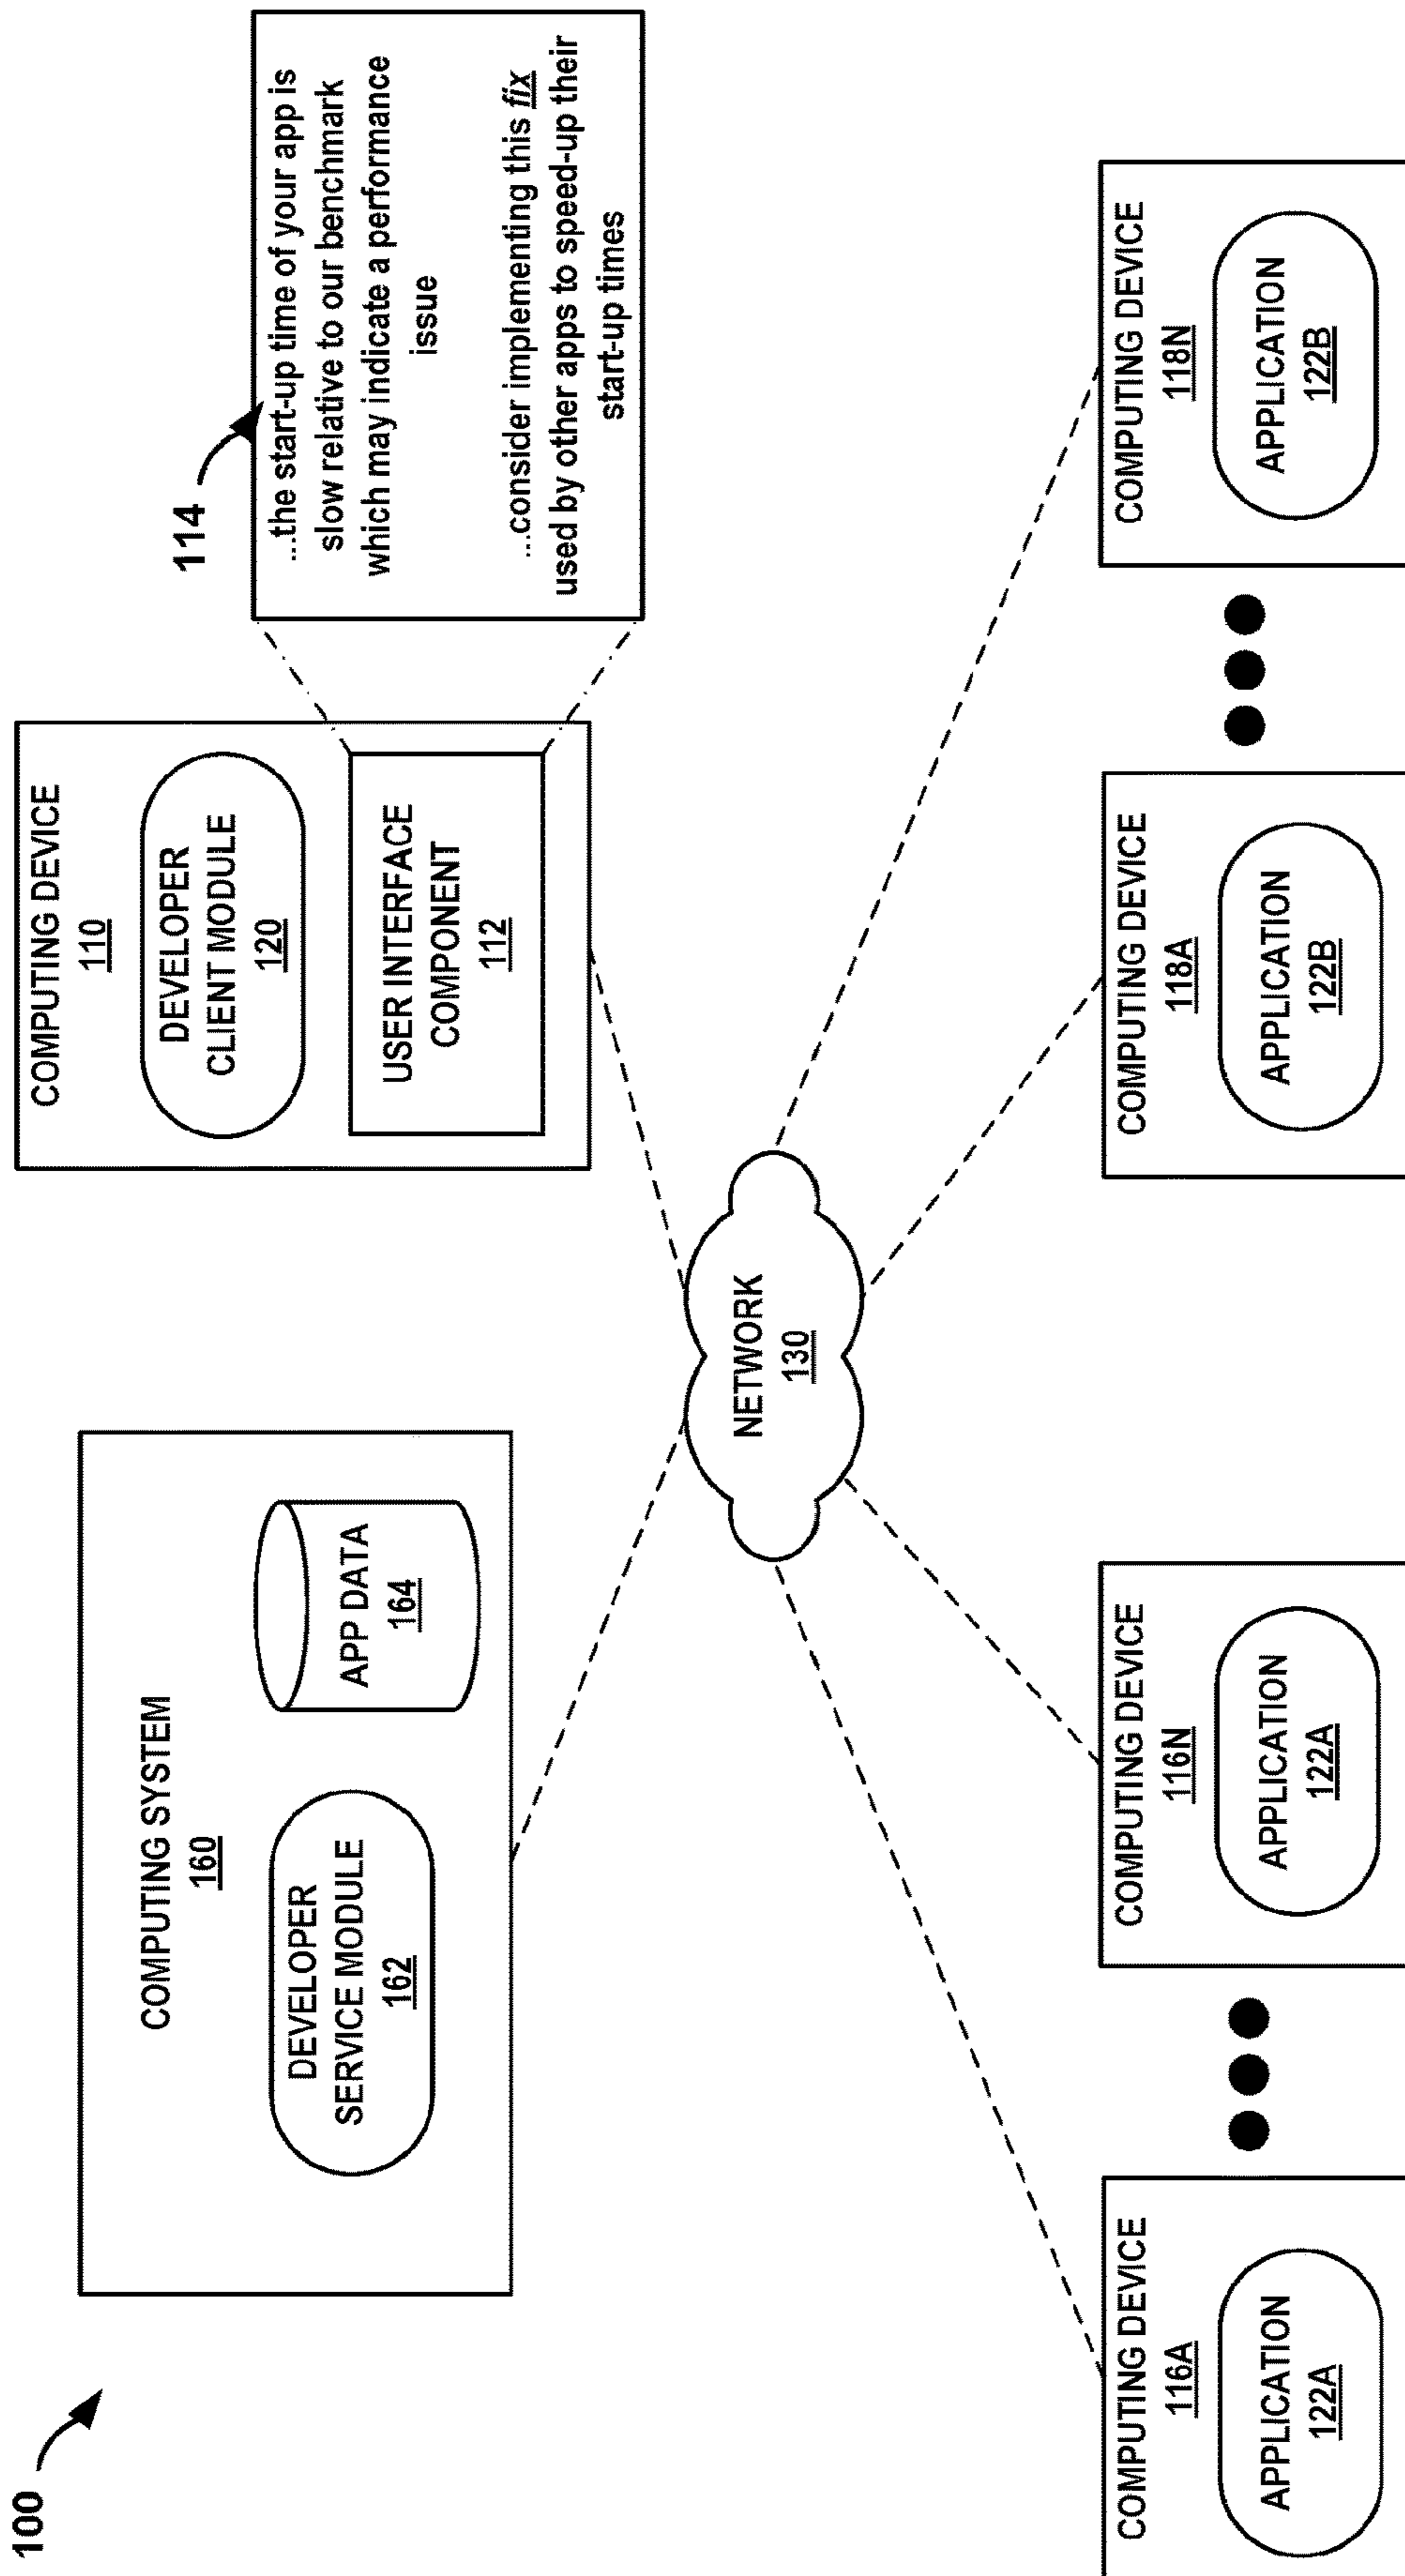 100
COMPUTING SYSTEM
160
DEVELOPER
SERVICE MODULE
162
APP DATA
164
COMPUTING DEVICE
110
DEVELOPER
CLIENT MODULE
120
USER INTERFACE
COMPONENT
112
114
...the start-up time of your app is
slow relative to our benchmark
which may indicate a performance
issue
...consider implementing this fix
used by other apps to speed-up their
start-up times
NETWORK
130
COMPUTING DEVICE
116A
APPLICATION
122A
COMPUTING DEVICE
116N
APPLICATION
122A
COMPUTING DEVICE
118A
APPLICATION
122B
COMPUTING DEVICE
118N
APPLICATION
122B